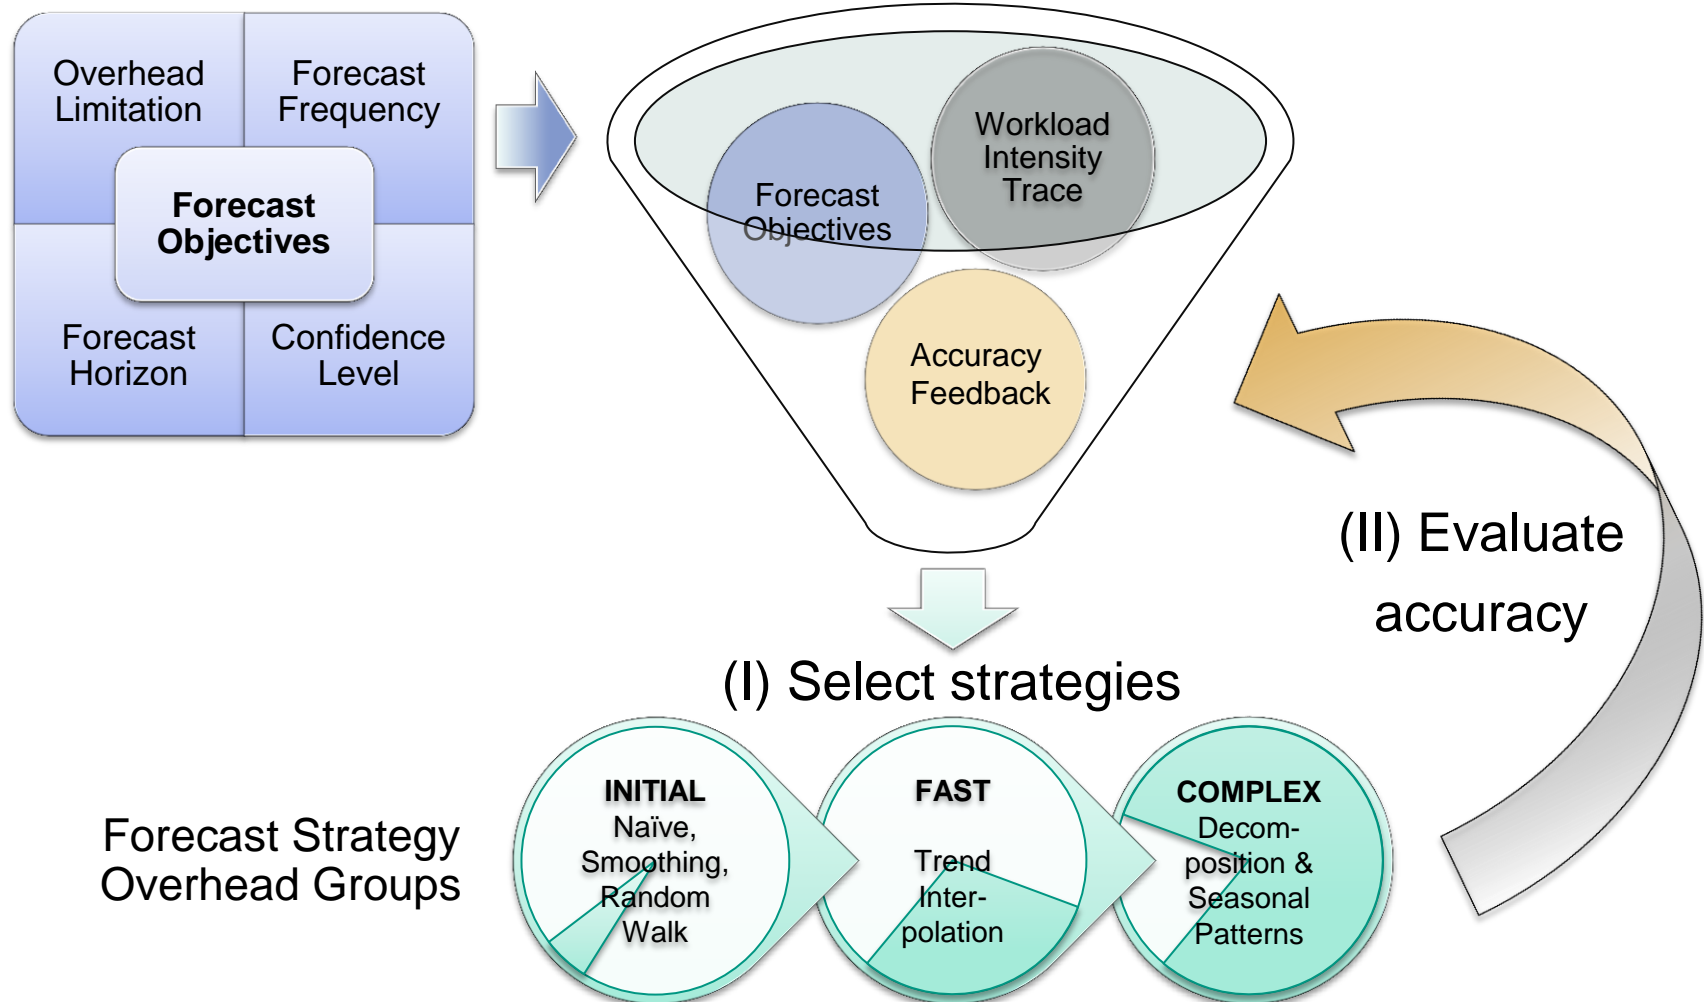 Overhead
Limitation
Forecast
Frequency
Forecast
Objectives
Forecast
Horizon
Confidence
Level
Workload
Intensity
Trace
Forecast
Objectives
Accuracy
Feedback
(II) Evaluate
accuracy
(I) Select strategies
Forecast Strategy
Overhead Groups
INITIAL
Naïve,
Smoothing,
Random
Walk
FAST
Trend
Inter-
polation
COMPLEX
Decom-
position &
Seasonal
Patterns